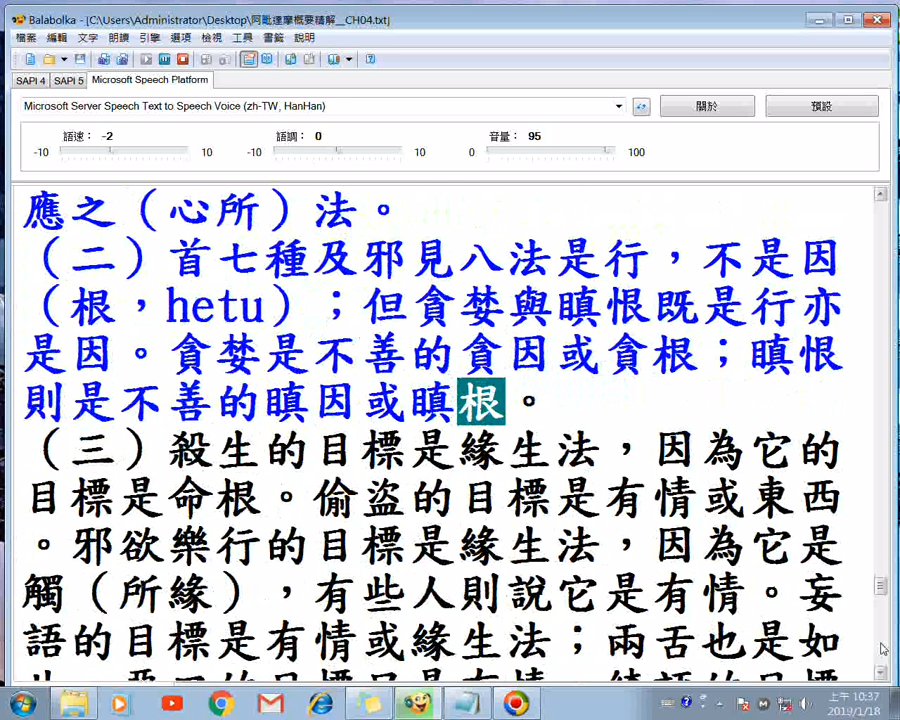 Balabolka - [C:\Users\Administrator\Desktop\阿毗達摩概要精解__CH04.txt]
檔案 編輯 文字 朗讀 引擎 選項 檢視 工具 書籤 說明
SAPI 4 SAPI 5 Microsoft Speech Platform
Microsoft Server Speech Text to Speech Voice (zh-TW, HanHan) 關於 預設
語速： -2 語調： 0 音量： 95
-10 10 -10 10 0 100
應之（心所）法。
（二）首七種及邪見八法是行，不是因
（根，hetu）；但貪婪與瞋恨既是行亦
是因。貪婪是不善的貪因或貪根；瞋恨
則是不善的瞋因或瞋根。
（三）殺生的目標是緣生法，因為它的
目標是命根。偷盜的目標是有情或東西
。邪欲樂行的目標是緣生法，因為它是
觸（所緣），有些人則說它是有情。妄
語的目標是有情或緣生法；兩舌也是如
上午 10:37
2019/1/18